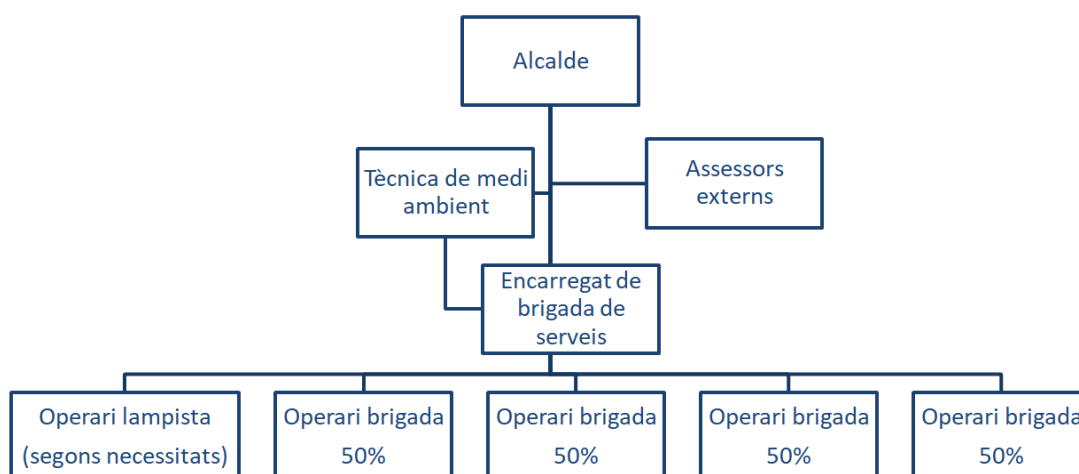 Alcalde
Tècnica de medi
ambient
Assessors
externs
Encarregat de
brigada de
serveis
Operari lampista
(segons necessitats)
Operari brigada
50%
Operari brigada
50%
Operari brigada
50%
Operari brigada
50%